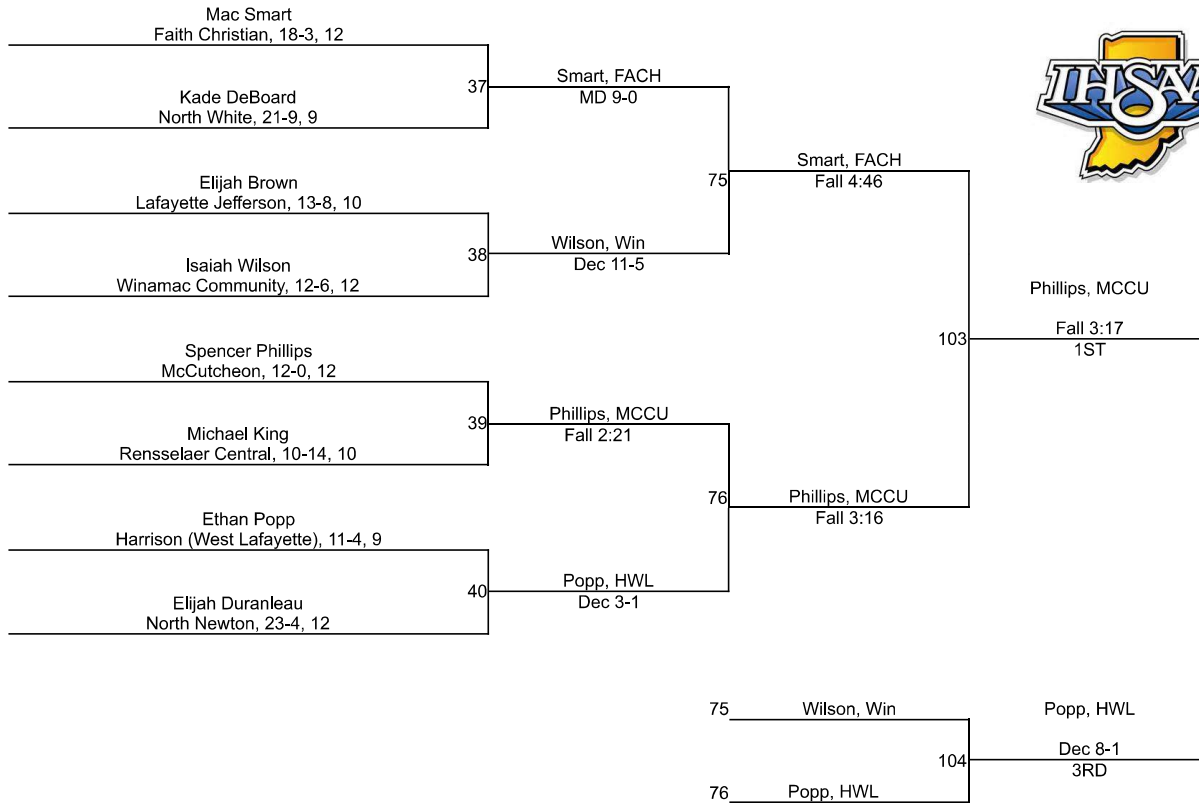 Mac Smart
Faith Christian, 18-3, 12
Kade DeBoard
North White, 21-9, 9
37
Smart, FACH
MD 9-0
Elijah Brown
Lafayette Jefferson, 13-8, 10
Isaiah Wilson
Winamac Community, 12-6, 12
38
Wilson, Win
Dec 11-5
75
Smart, FACH
Fall 4:46
Spencer Phillips
McCutcheon, 12-0, 12
Michael King
Rensselaer Central, 10-14, 10
39
Phillips, MCCU
Fall 2:21
Ethan Popp
Harrison (West Lafayette), 11-4, 9
Elijah Duranleau
North Newton, 23-4, 12
40
Popp, HWL
Dec 3-1
76
Phillips, MCCU
Fall 3:16
103
Phillips, MCCU
Fall 3:17
1ST
IHSAA
75
Wilson, Win
76
Popp, HWL
104
Popp, HWL
Dec 8-1
3RD